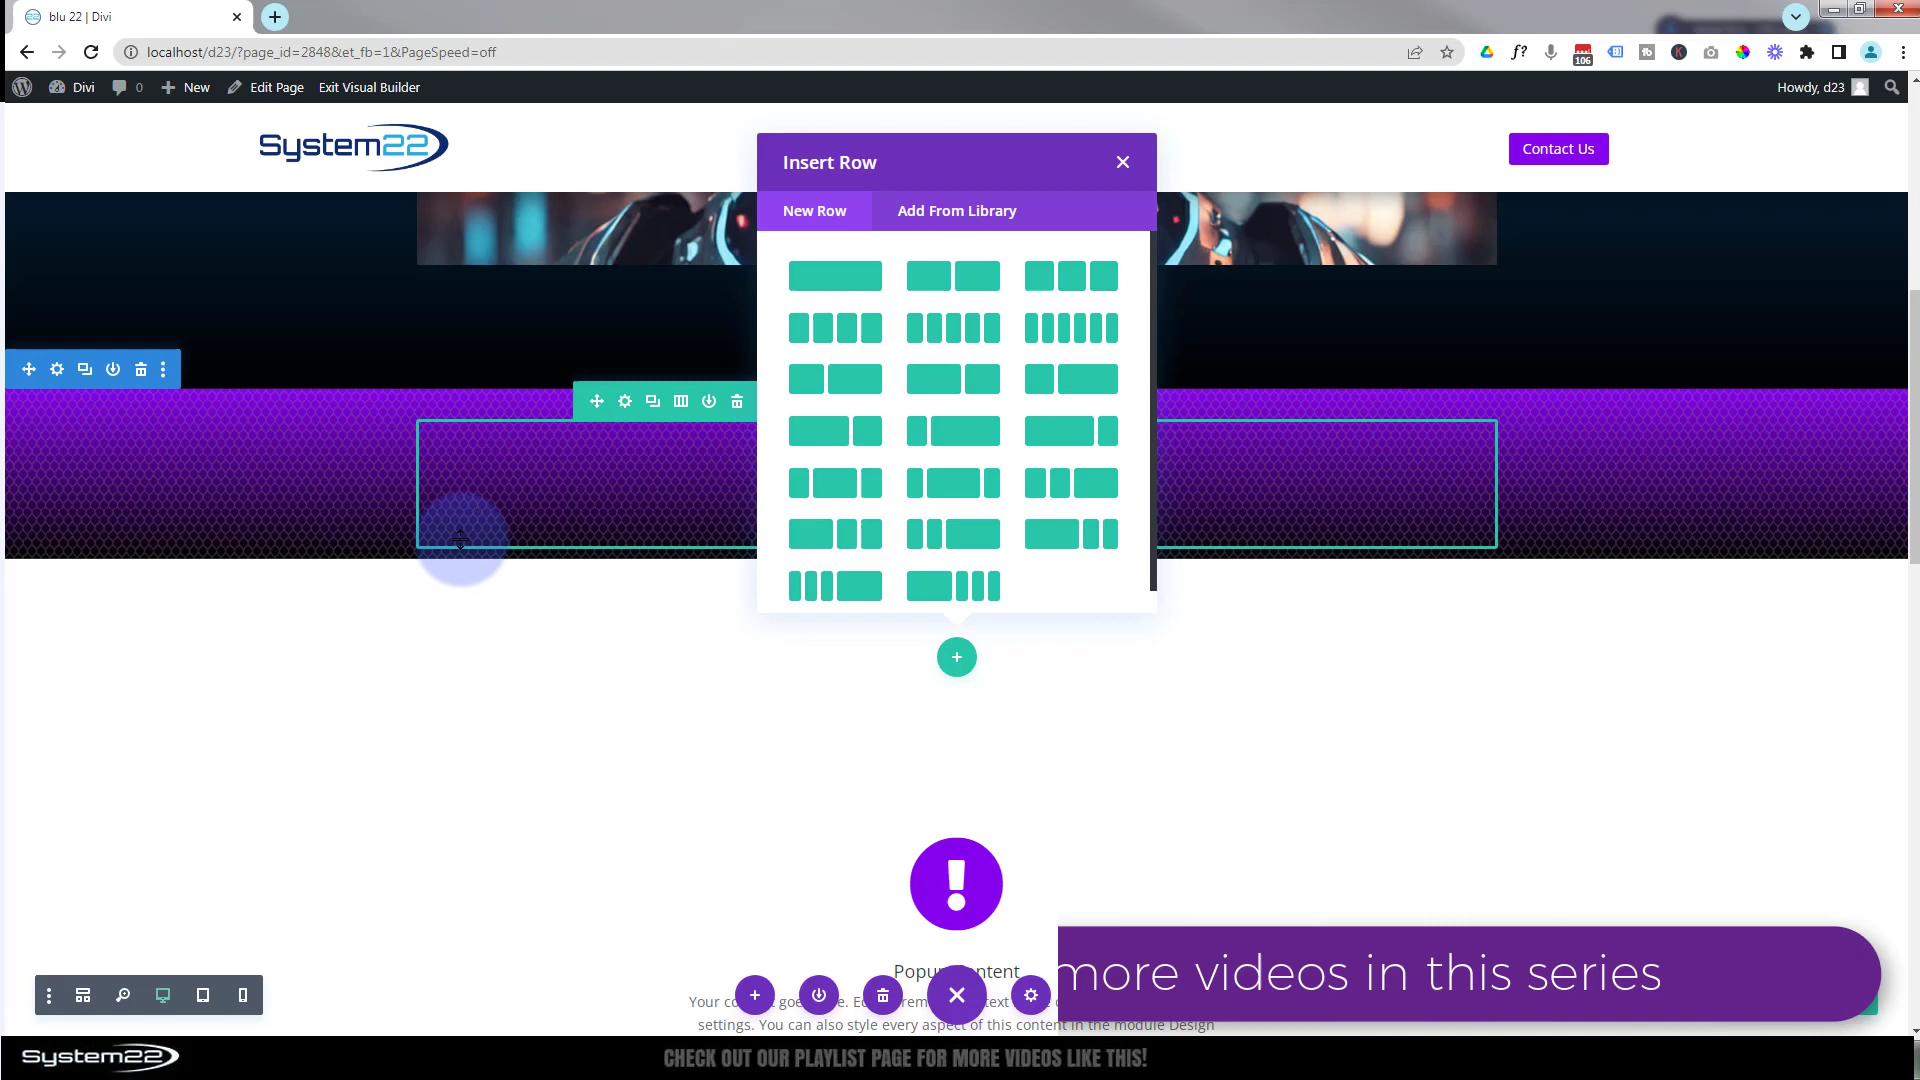 blu 22 | Divi
localhost/d23/?page_id=2848&et_fb=1&PageSpeed=off
f?
106
Divi
0
New
Edit Page
Exit Visual Builder
Howdy, d23
System22
Contact Us
Insert Row
New Row
Add From Library
more videos in this series
System22
CHECK OUT OUR PLAYLIST PAGE FOR MORE VIDEOS LIKE THIS!
settings. You can also style every aspect of this content in the module Design